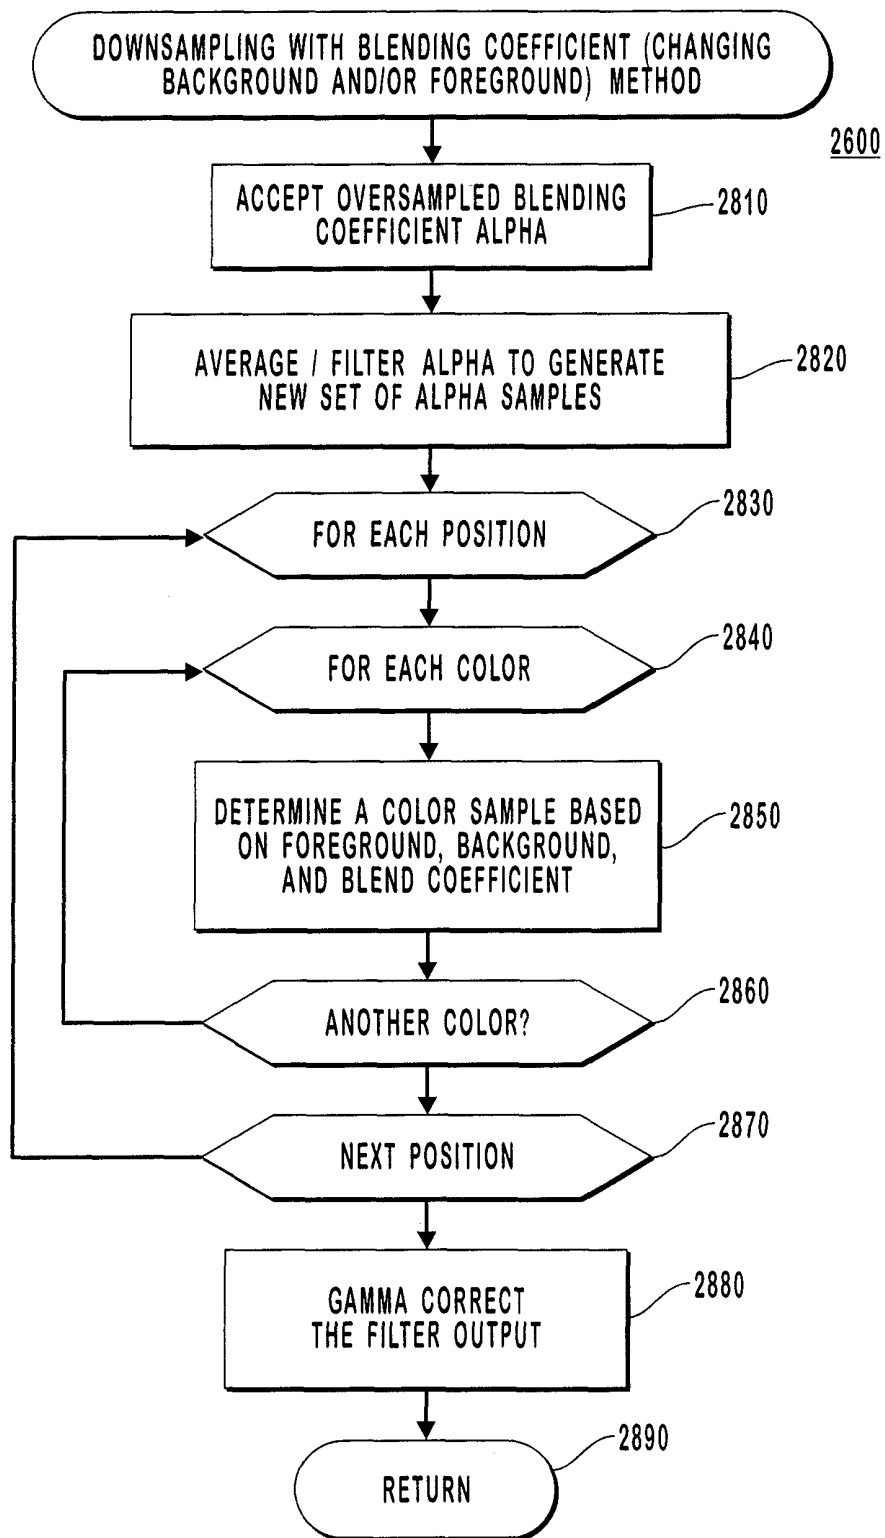 DOWNSAMPLING WITH BLENDING COEFFICIENT (CHANGING
BACKGROUND AND/OR FOREGROUND) METHOD
2600
ACCEPT OVERSAMPLED BLENDING
COEFFICIENT ALPHA
2810
AVERAGE / FILTER ALPHA TO GENERATE
NEW SET OF ALPHA SAMPLES
2820
FOR EACH POSITION
2830
FOR EACH COLOR
2840
DETERMINE A COLOR SAMPLE BASED
ON FOREGROUND, BACKGROUND,
AND BLEND COEFFICIENT
2850
ANOTHER COLOR?
2860
NEXT POSITION
2870
GAMMA CORRECT
THE FILTER OUTPUT
2880
RETURN
2890